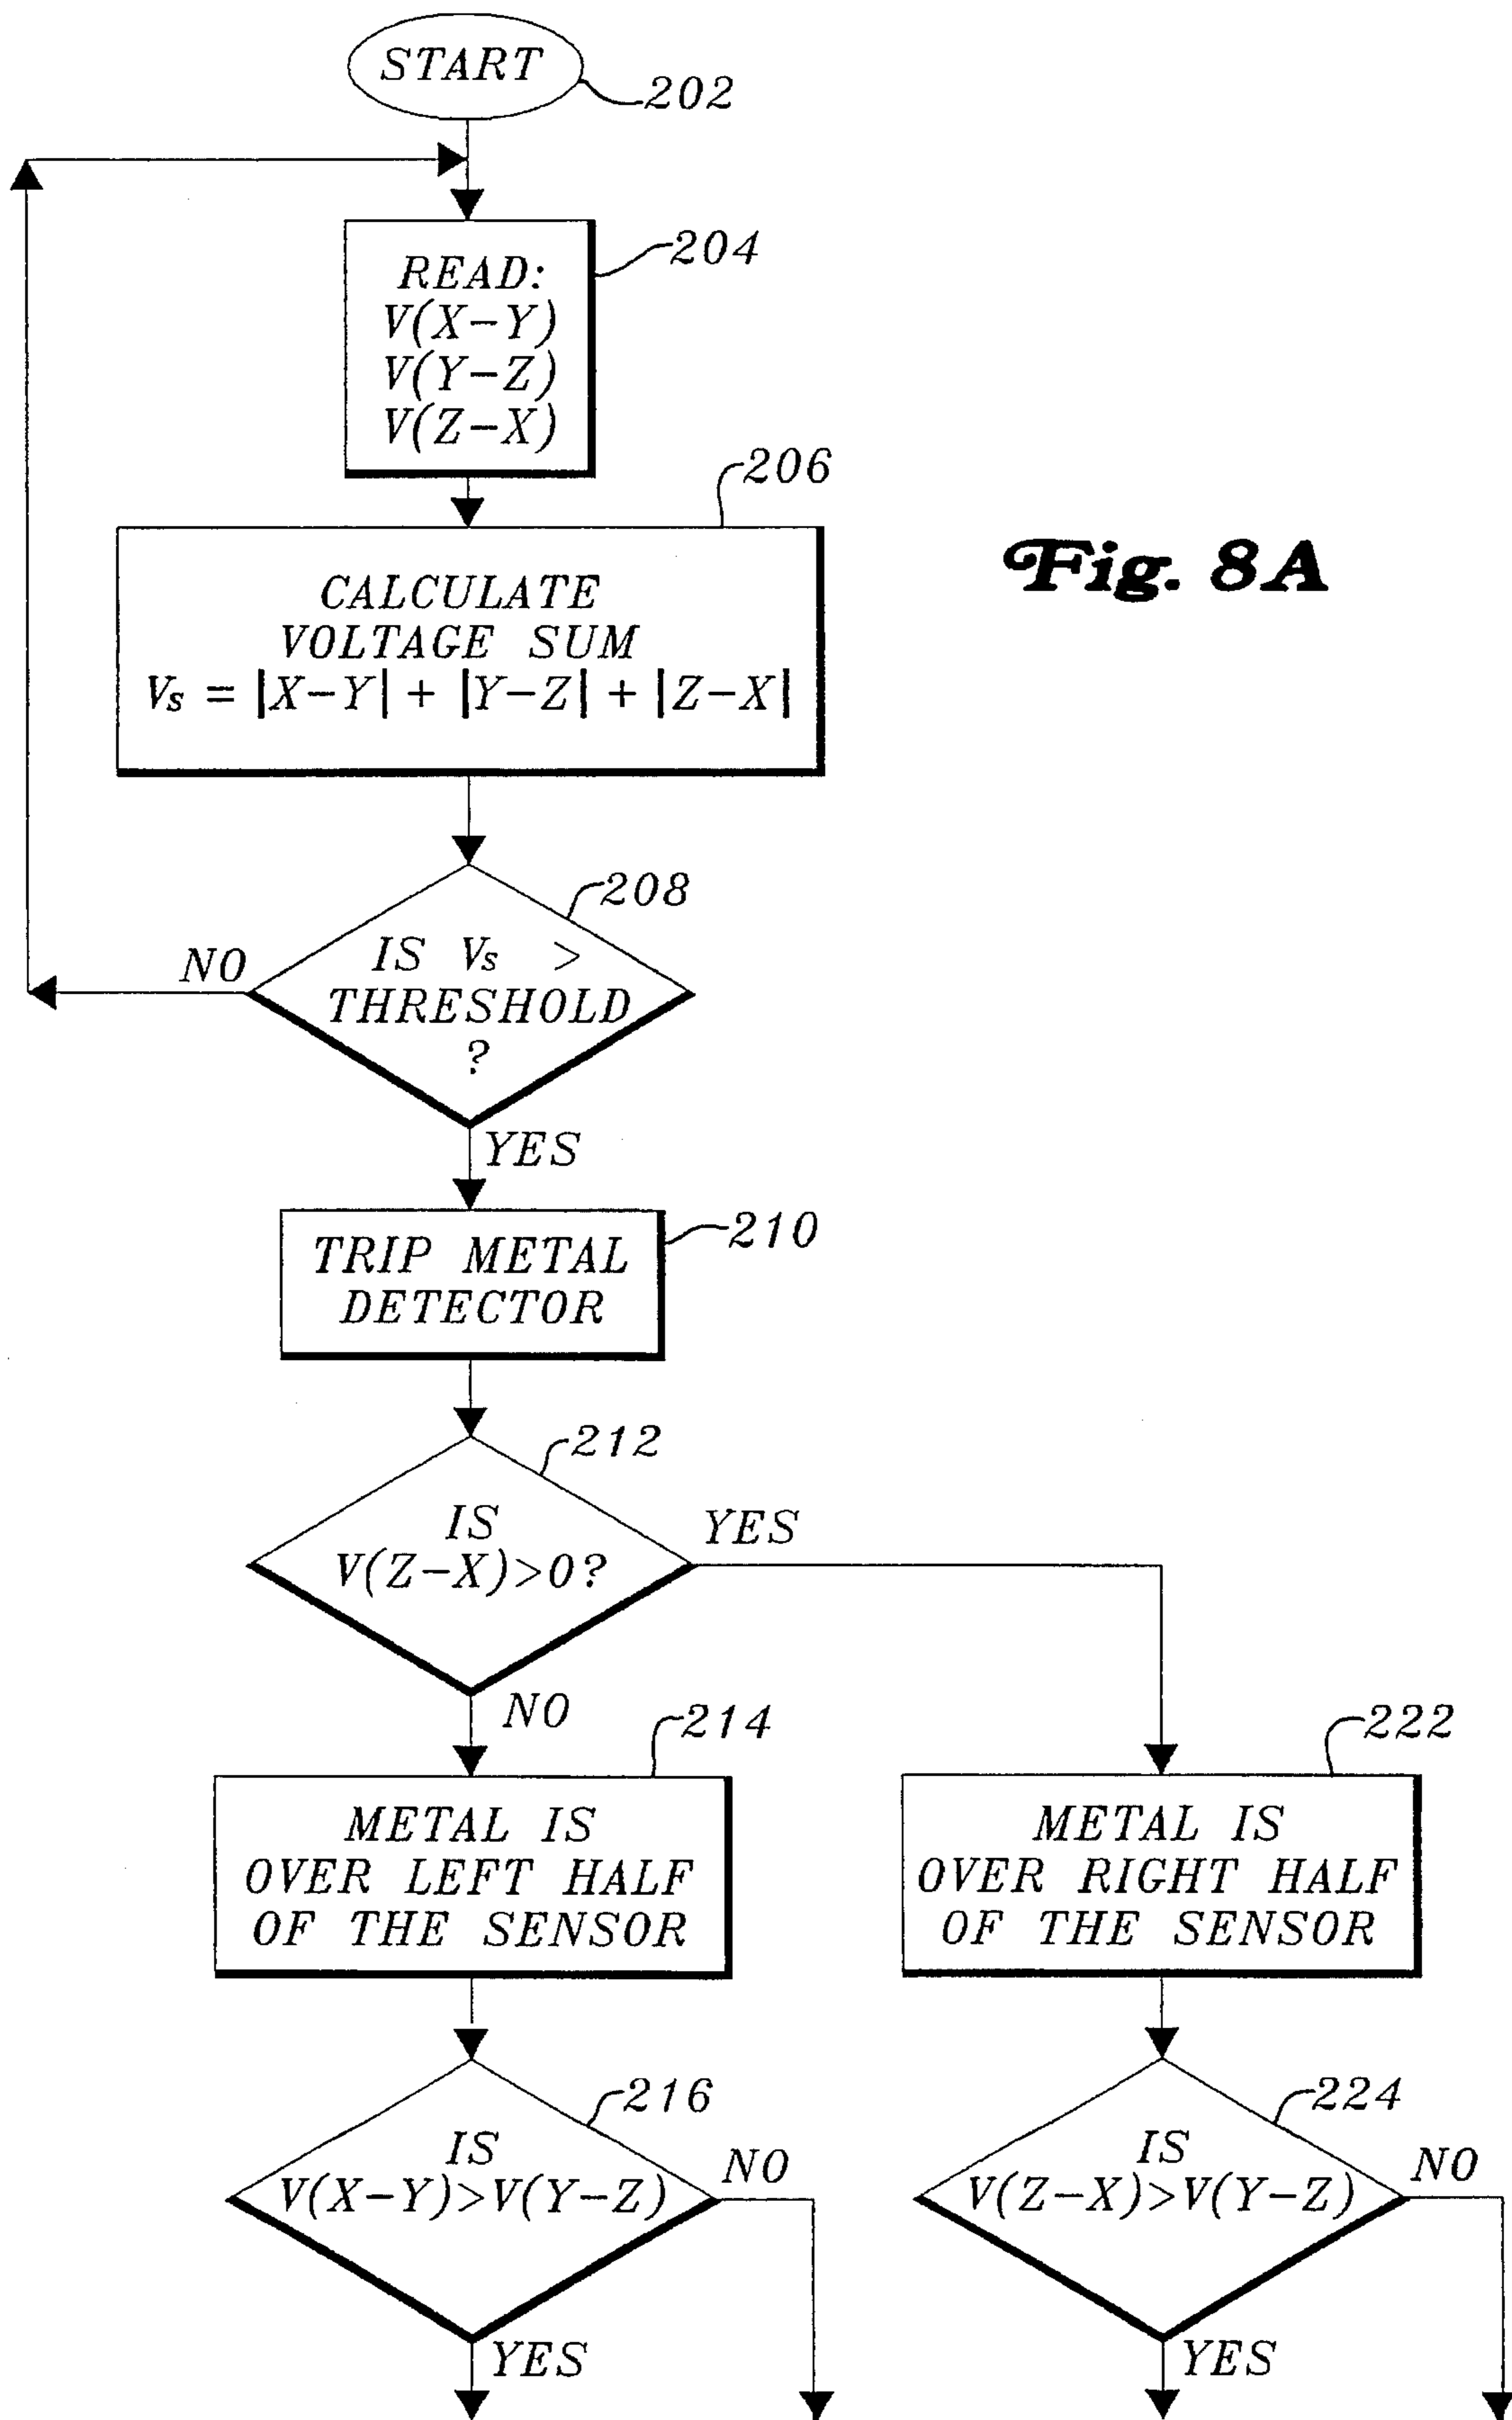 START
202
READ:
V(X-Y)
V(Y-Z)
V(Z-X)
204
206
CALCULATE
VOLTAGE SUM
Vs = |X-Y| + |Y-Z| + |Z-X|
Fig. 8A
208
IS Vs >
THRESHOLD
?
NO
YES
TRIP METAL
DETECTOR
210
212
IS
V(Z-X)>0?
YES
NO
214
METAL IS
OVER LEFT HALF
OF THE SENSOR
222
METAL IS
OVER RIGHT HALF
OF THE SENSOR
216
IS
V(X-Y)>V(Y-Z)
NO
YES
224
IS
V(Z-X)>V(Y-Z)
NO
YES